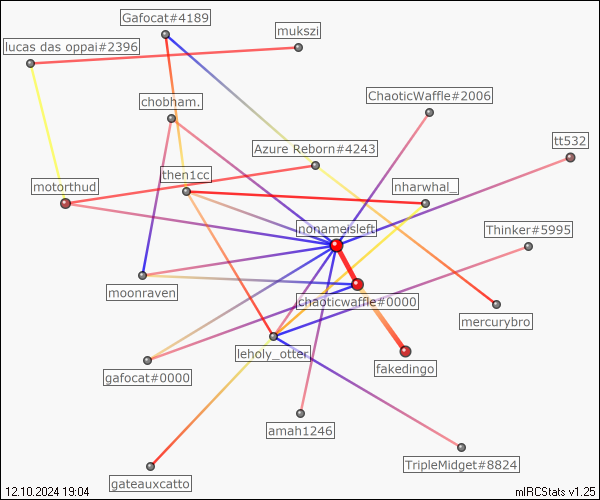 Gafocat#4189
mukszi
lucas das oppai#2396
ChaoticWaffle#2006
chobham.
tt532
Azure Reborn#4243
then1cc
motorthud
nharwhal_
nonameisleft
Thinker#5995
moonraven
chaoticwaffle#0000
mercurybro
leholy_otter
fakedingo
gafocat#0000
amah1246
TripleMidget#8824
gateauxcatto
12.10.2024 19:04
mIRCStats v1.25